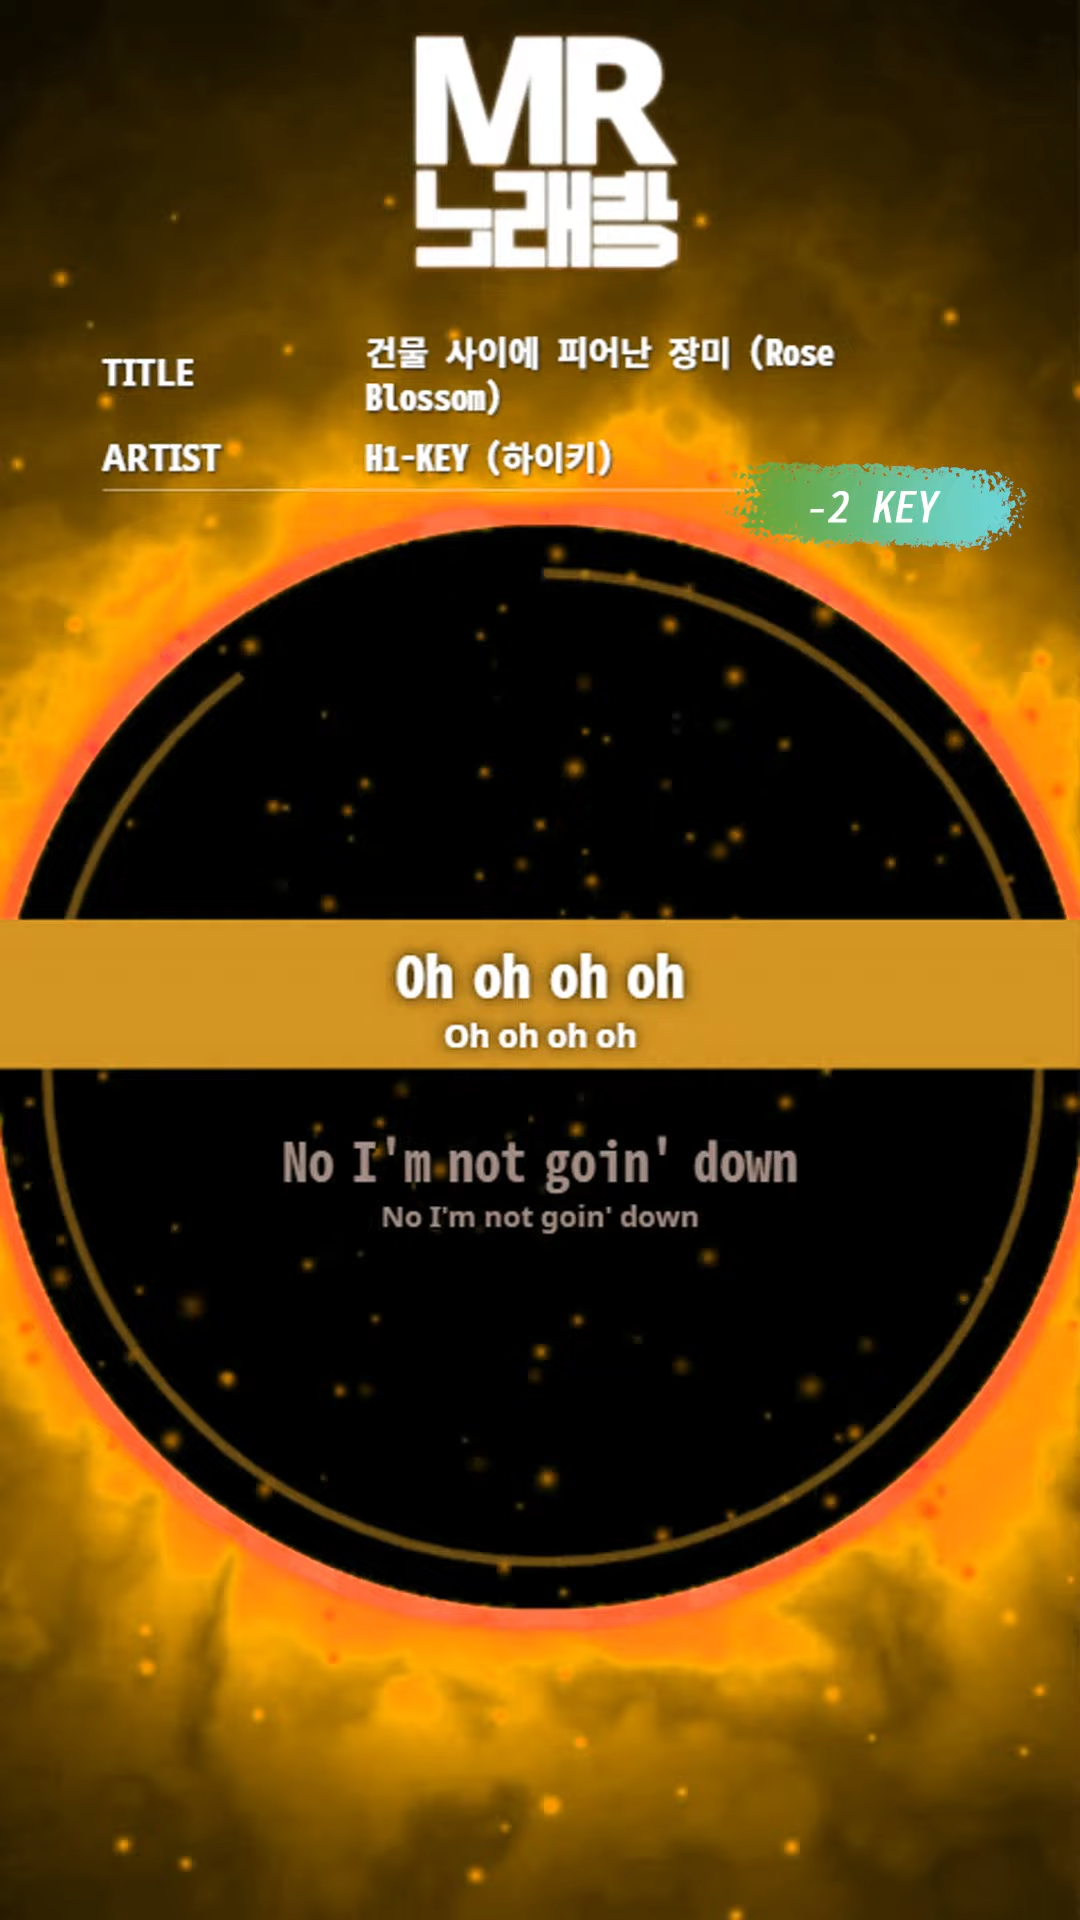 MR
노래방
TITLE
건물 사이에 피어난 장미 (Rose
Blossom)
ARTIST
H1-KEY (하이키)
-2 KEY
Oh oh oh oh
Oh oh oh oh
No I'm not goin' down
No I'm not goin' down